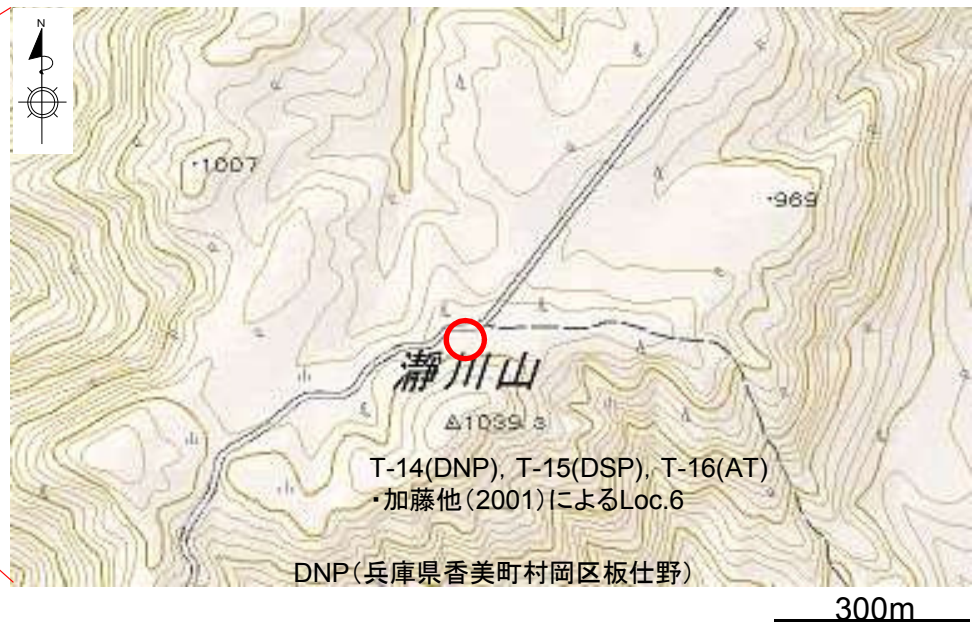 N
・1007
・969
瀞川山
△1039.3
T-14(DNP), T-15(DSP), T-16(AT)
・加藤他(2001)によるLoc.6
DNP(兵庫県香美町村岡区板仕野)
300m